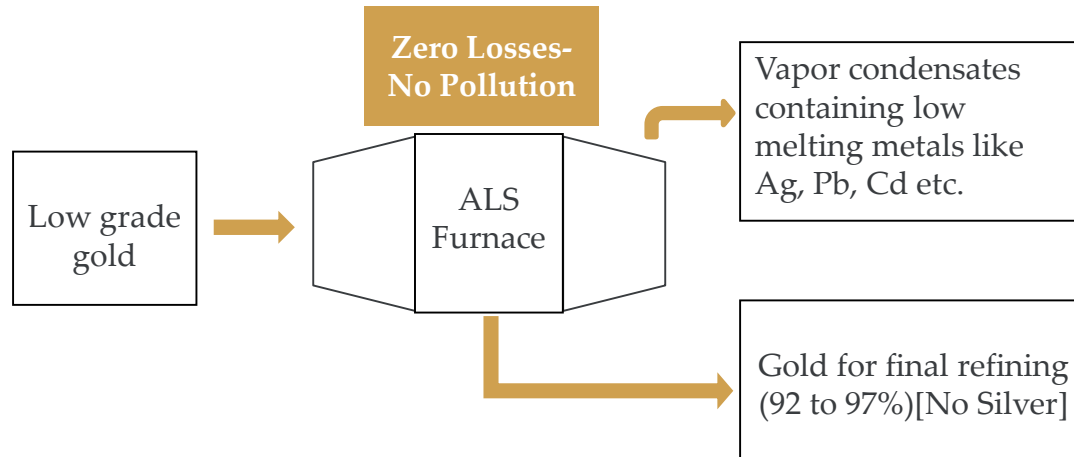 Zero Losses-
No Pollution
Vapor condensates
containing low
melting metals like
Ag, Pb, Cd etc.
Low grade
gold
ALS
Furnace
Gold for final refining
(92 to 97%)[No Silver]